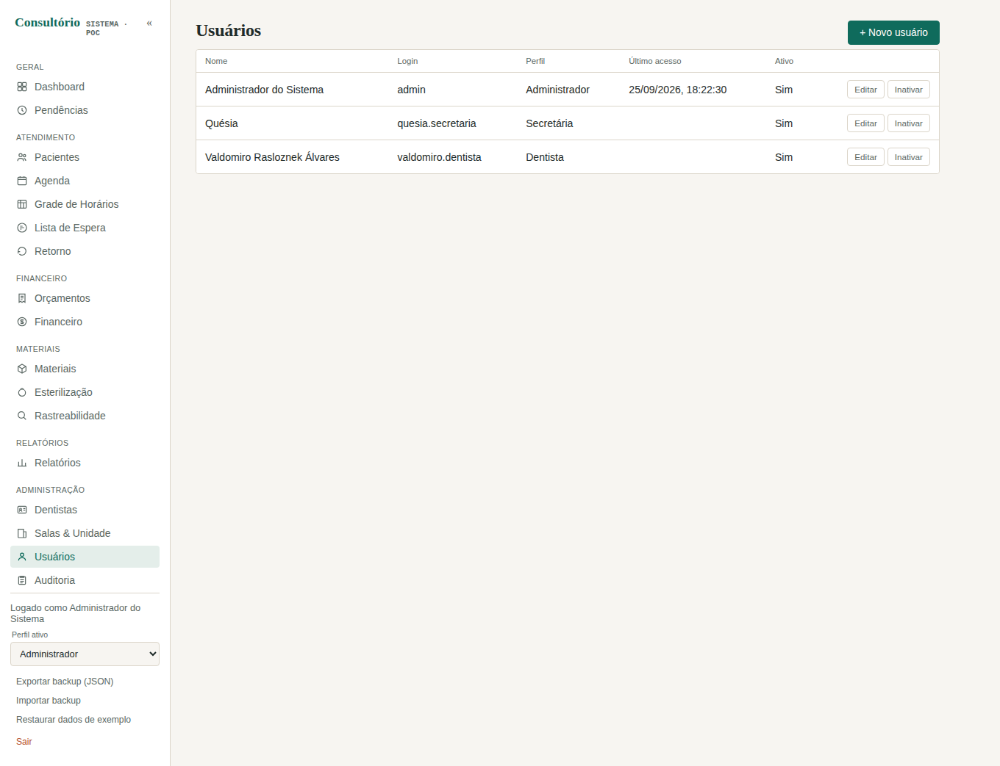 Consultório SISTEMA · POC «
GERAL
Dashboard
Pendências
ATENDIMENTO
Pacientes
Agenda
Grade de Horários
Lista de Espera
Retorno
FINANCEIRO
Orçamentos
Financeiro
MATERIAIS
Materiais
Esterilização
Rastreabilidade
RELATÓRIOS
Relatórios
ADMINISTRAÇÃO
Dentistas
Salas & Unidade
Usuários
Auditoria
Logado como Administrador do
Sistema
Perfil ativo
Administrador
Exportar backup (JSON)
Importar backup
Restaurar dados de exemplo
Sair
Usuários
+ Novo usuário
Nome Login Perfil Último acesso Ativo
Administrador do Sistema admin Administrador 25/09/2026, 18:22:30 Sim Editar Inativar
Quésia quesia.secretaria Secretária Sim Editar Inativar
Valdomiro Rasloznek Álvares valdomiro.dentista Dentista Sim Editar Inativar